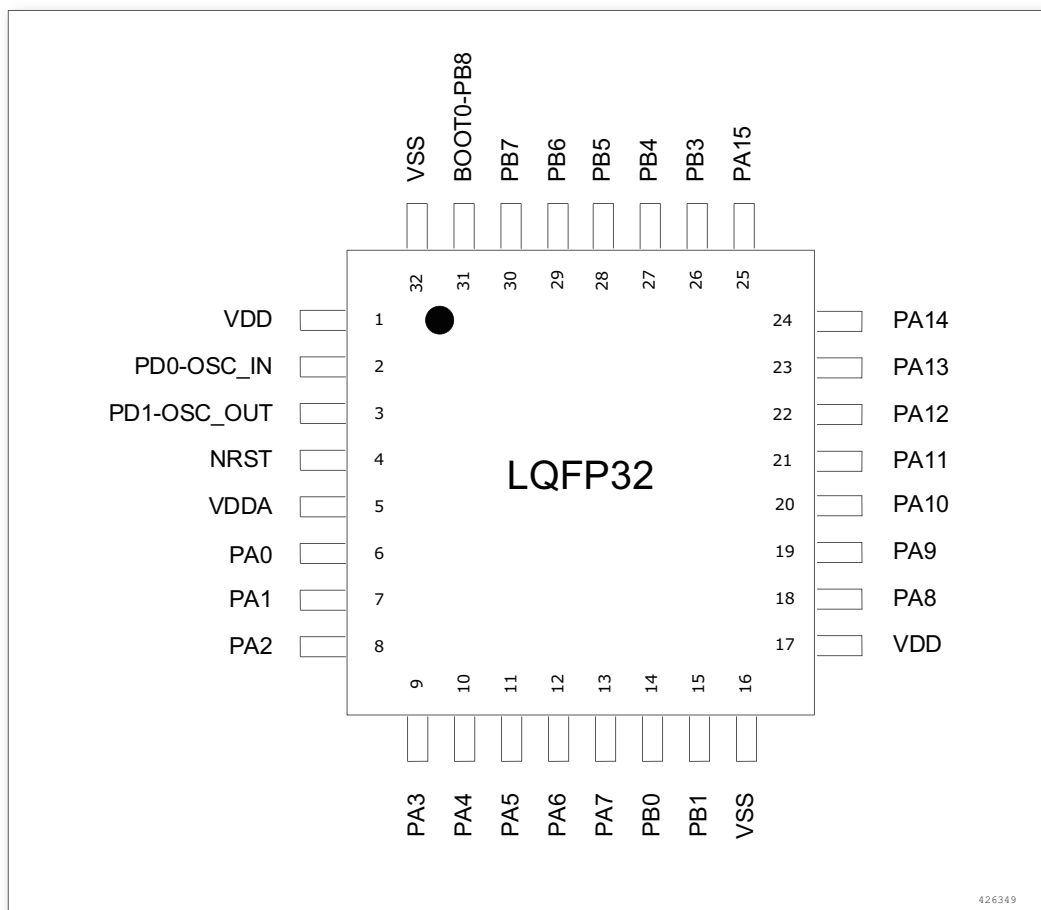 VSS
BOOT0-PB8
PB7
PB6
PB5
PB4
PB3
PA15
32
31
30
29
28
27
26
25
VDD 1
PD0-OSC_IN 2
PD1-OSC_OUT 3
NRST 4
VDDA 5
PA0 6
PA1 7
PA2 8
LQFP32
24 PA14
23 PA13
22 PA12
21 PA11
20 PA10
19 PA9
18 PA8
17 VDD
9
10
11
12
13
14
15
16
PA3
PA4
PA5
PA6
PA7
PB0
PB1
VSS
426349